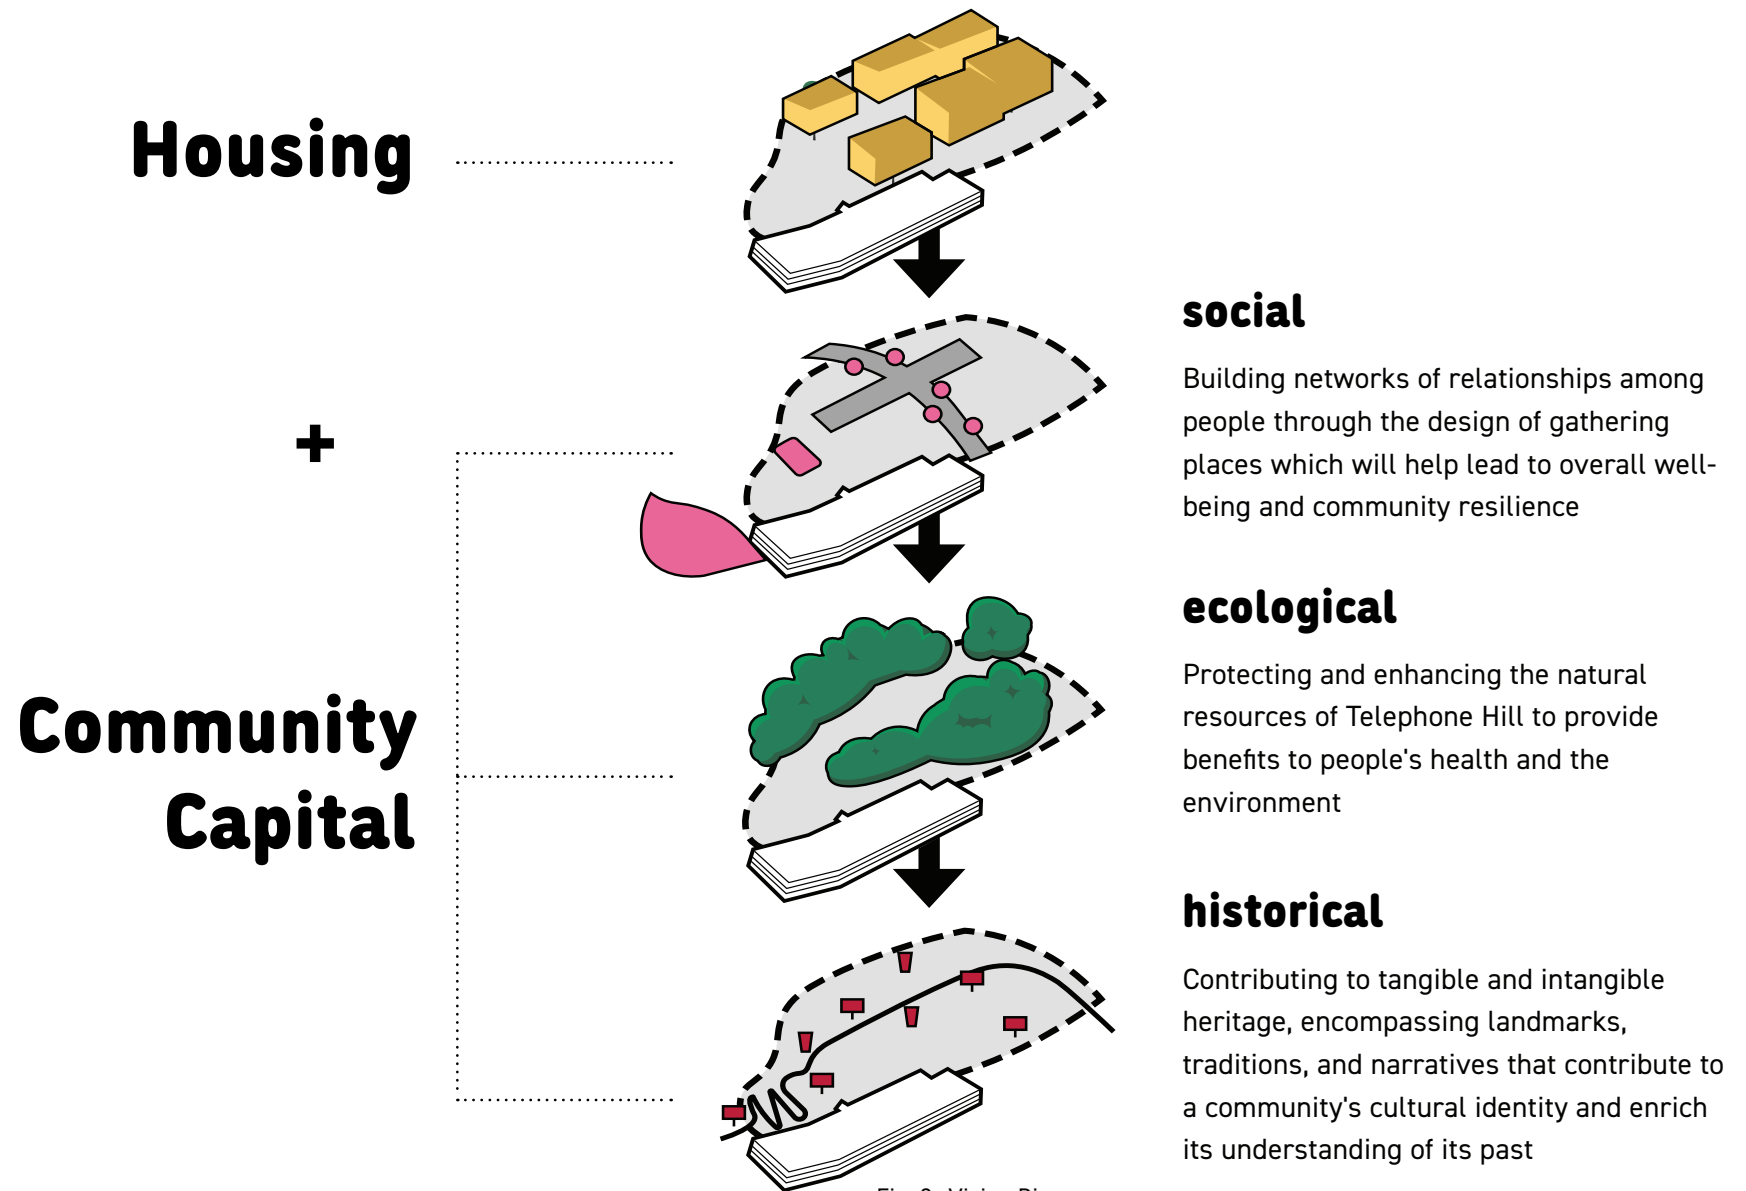 Housing
+
Community
Capital
social
Building networks of relationships among
people through the design of gathering
places which will help lead to overall well-
being and community resilience
ecological
Protecting and enhancing the natural
resources of Telephone Hill to provide
benefits to people's health and the
environment
historical
Contributing to tangible and intangible
heritage, encompassing landmarks,
traditions, and narratives that contribute to
a community's cultural identity and enrich
its understanding of its past